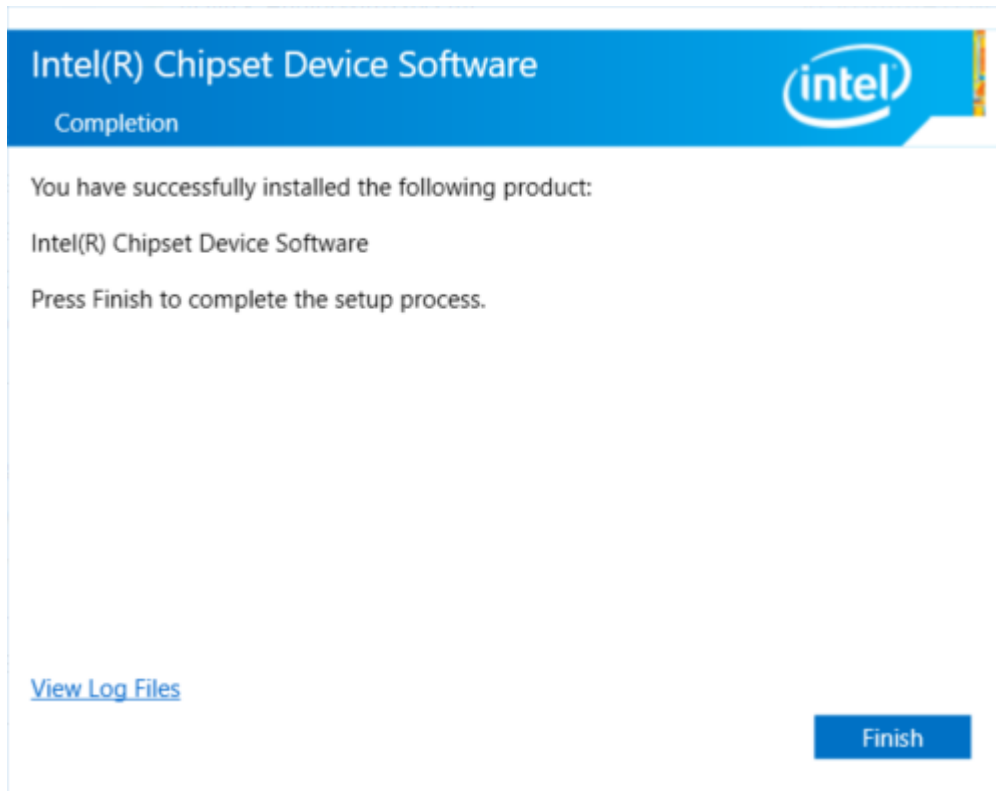 Intel(R) Chipset Device Software
intel
Completion
You have successfully installed the following product:
Intel(R) Chipset Device Software
Press Finish to complete the setup process.
View Log Files
Finish